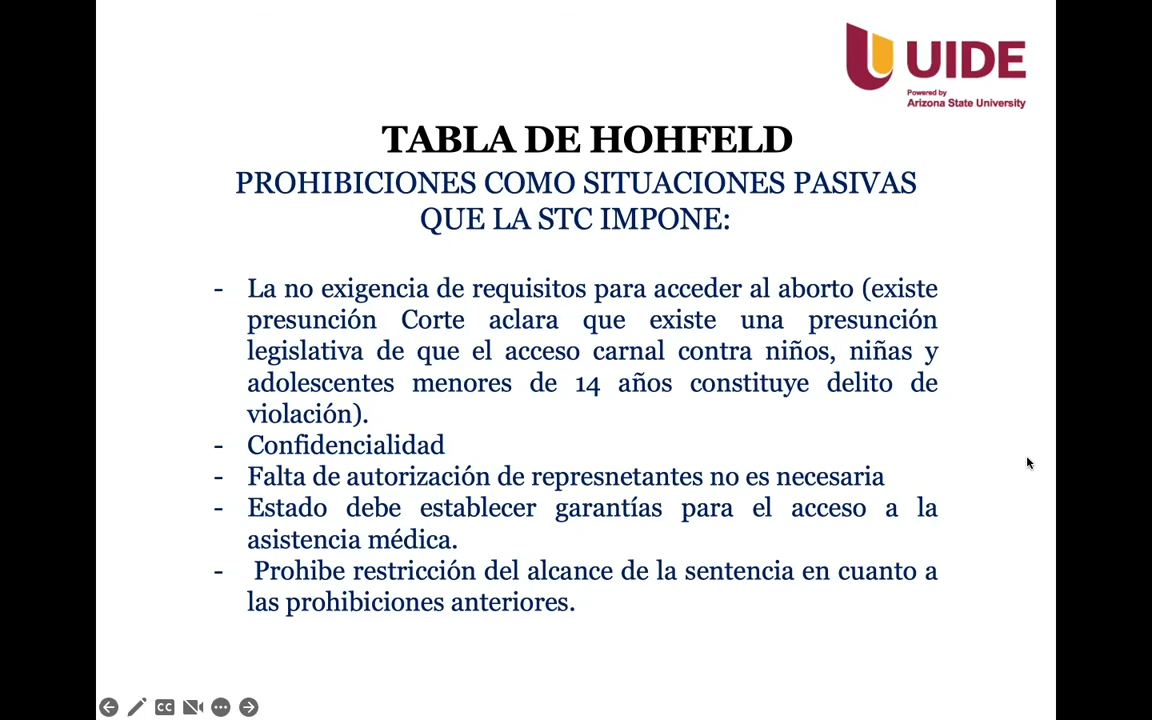 UIDE
Powered by
Arizona State University
TABLA DE HOHFELD
PROHIBICIONES COMO SITUACIONES PASIVAS
QUE LA STC IMPONE:
- La no exigencia de requisitos para acceder al aborto (existe
presunción Corte aclara que existe una presunción
legislativa de que el acceso carnal contra niños, niñas y
adolescentes menores de 14 años constituye delito de
violación).
- Confidencialidad
- Falta de autorización de represnetantes no es necesaria
- Estado debe establecer garantías para el acceso a la
asistencia médica.
- Prohibe restricción del alcance de la sentencia en cuanto a
las prohibiciones anteriores.
CC